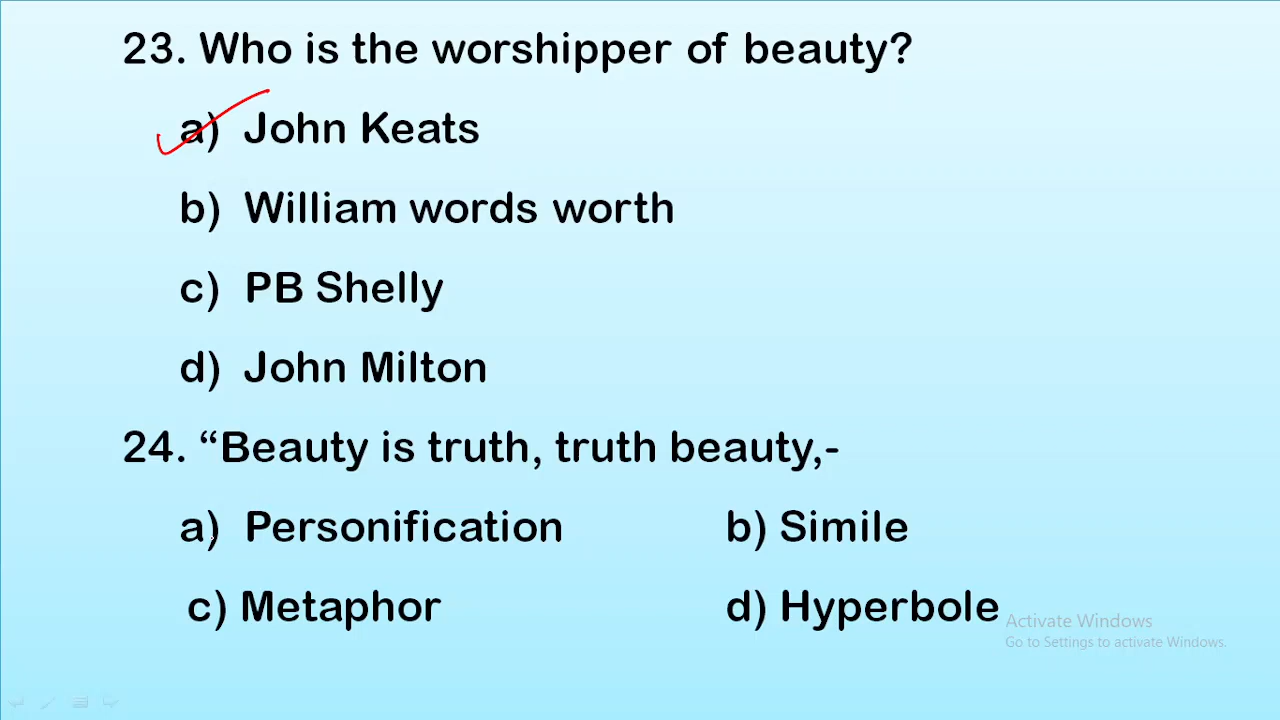 23. Who is the worshipper of beauty?
a) John Keats
b) William words worth
c) PB Shelly
d) John Milton
24. “Beauty is truth, truth beauty,-
a) Personification b) Simile
c) Metaphor d) Hyperbole
Activate Windows
Go to Settings to activate Windows.